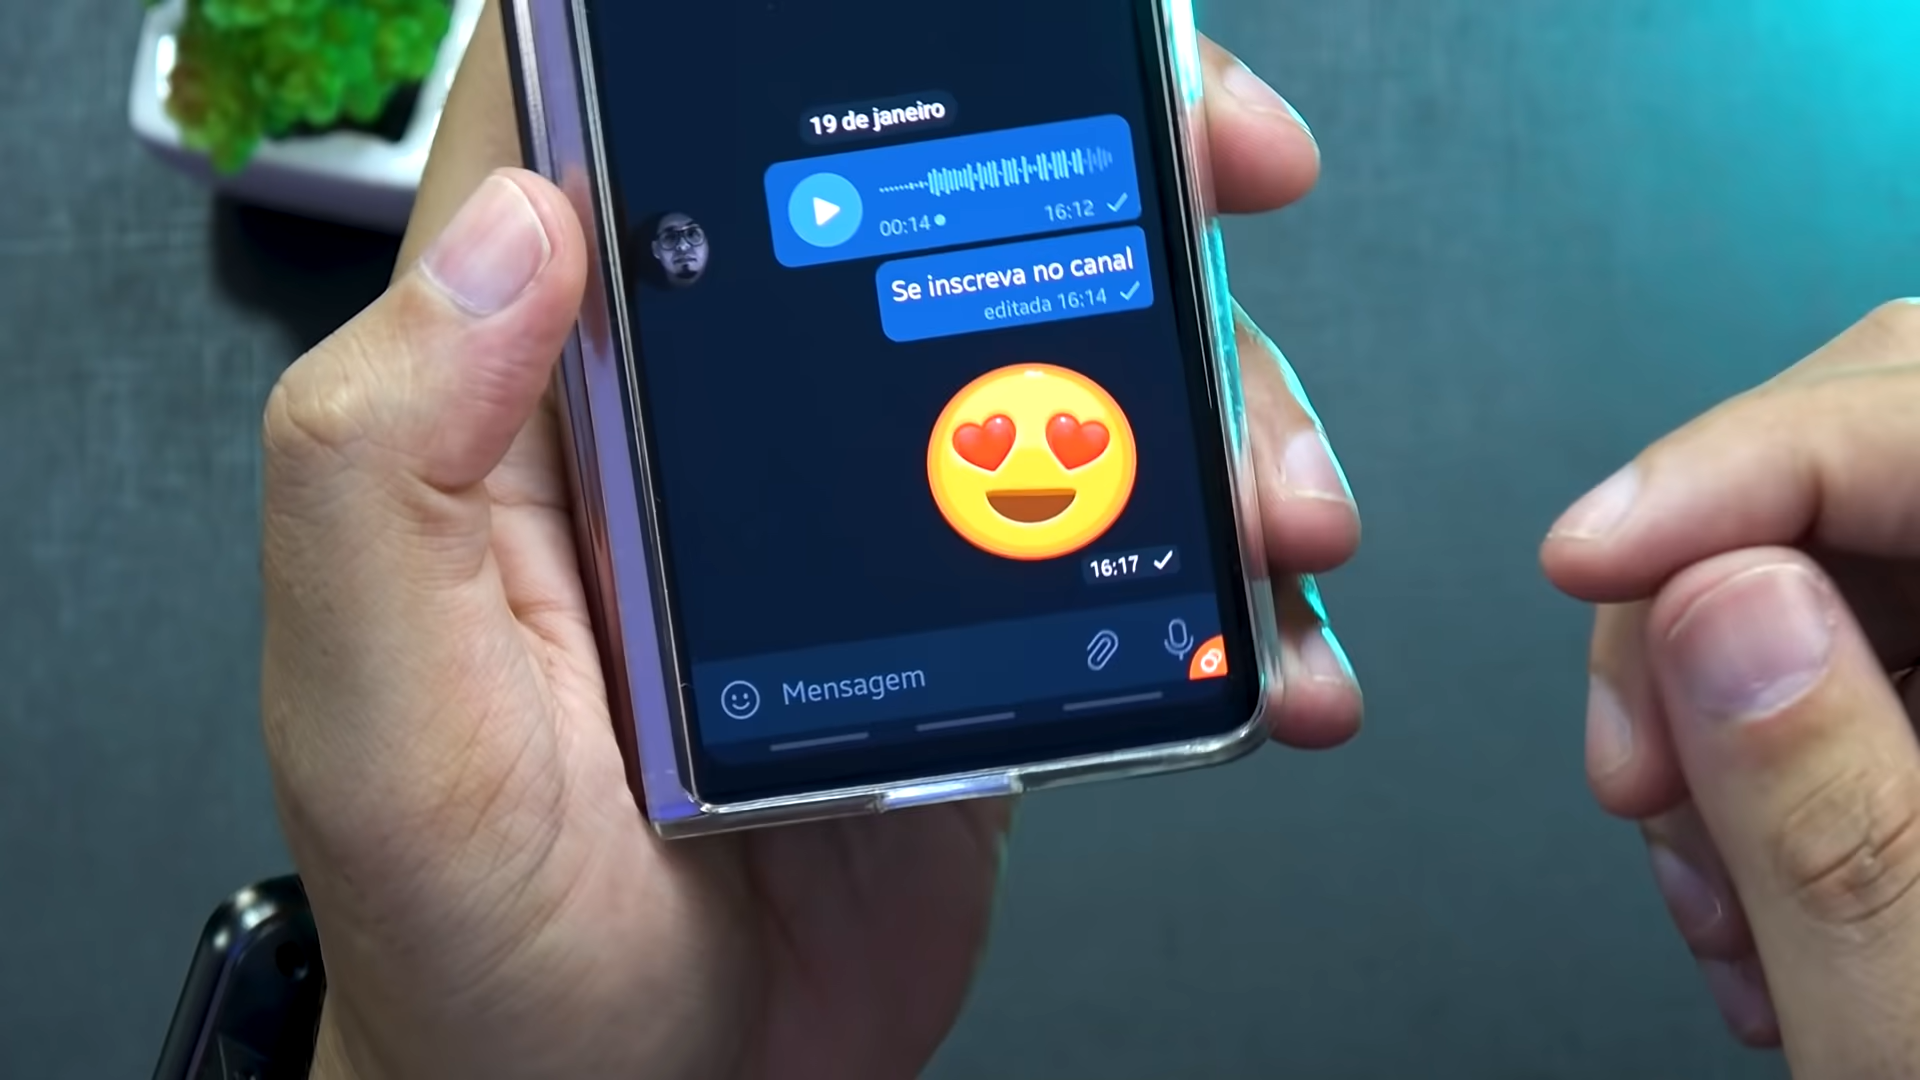 19 de janeiro
00:14
16:12
Se inscreva no canal
editada 16:14
16:17
Mensagem